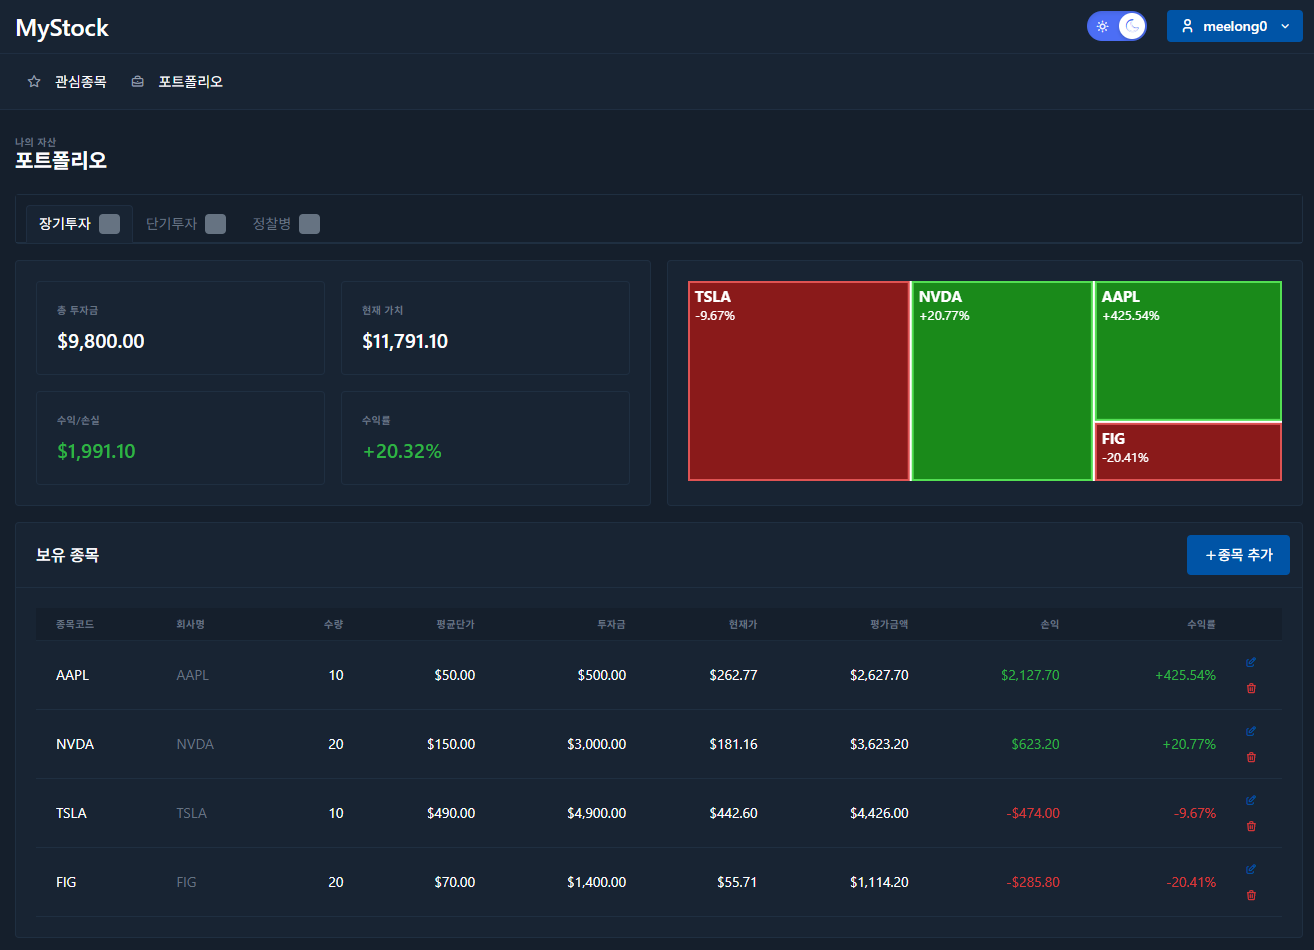 MyStock
meelong0
관심종목 포트폴리오
나의 자산
포트폴리오
장기투자 단기투자 정찰병
총 투자금
$9,800.00
현재 가치
$11,791.10
수익/손실
$1,991.10
수익률
+20.32%
TSLA
-9.67%
NVDA
+20.77%
AAPL
+425.54%
FIG
-20.41%
보유 종목
+종목 추가
종목코드 회사명 수량 평균단가 투자금 현재가 평가금액 손익 수익률
AAPL AAPL 10 $50.00 $500.00 $262.77 $2,627.70 $2,127.70 +425.54%
NVDA NVDA 20 $150.00 $3,000.00 $181.16 $3,623.20 $623.20 +20.77%
TSLA TSLA 10 $490.00 $4,900.00 $442.60 $4,426.00 -$474.00 -9.67%
FIG FIG 20 $70.00 $1,400.00 $55.71 $1,114.20 -$285.80 -20.41%